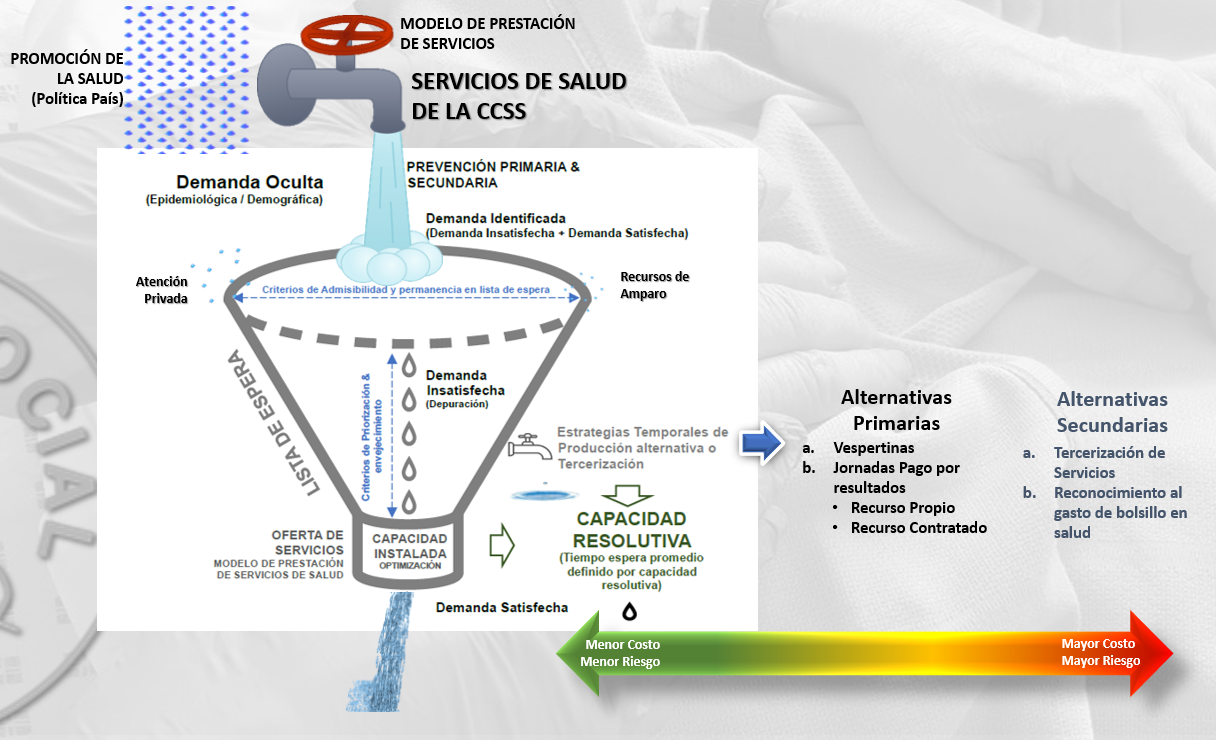 MODELO DE PRESTACIÓN
DE SERVICIOS
PROMOCIÓN DE
LA SALUD
(Política País)
SERVICIOS DE SALUD
DE LA CCSS
PREVENCIÓN PRIMARIA &
SECUNDARIA
Demanda Oculta
(Epidemiológica / Demográfica)
Demanda Identificada
(Demanda Insatisfecha + Demanda Satisfecha)
Atención
Privada
Criterios de Admisibilidad y permanencia en lista de espera
Recursos de
Amparo
LISTA DE ESPERA
Criterios de Priorización &
envejecimiento
Demanda
Insatisfecha
(Depuración)
Estrategias Temporales de
Producción alternativa o
Tercerización
OFERTA DE
SERVICIOS
MODELO DE PRESTACIÓN
DE SERVICIOS DE SALUD
CAPACIDAD
INSTALADA
OPTIMIZACIÓN
CAPACIDAD
RESOLUTIVA
(Tiempo espera promedio
definido por capacidad
resolutiva)
Demanda Satisfecha
Alternativas
Primarias
a. Vespertinas
b. Jornadas Pago por
resultados
• Recurso Propio
• Recurso Contratado
Alternativas
Secundarias
a. Tercerización de
Servicios
b. Reconocimiento al
gasto de bolsillo en
salud
Menor Costo
Menor Riesgo
Mayor Costo
Mayor Riesgo
OCIAL